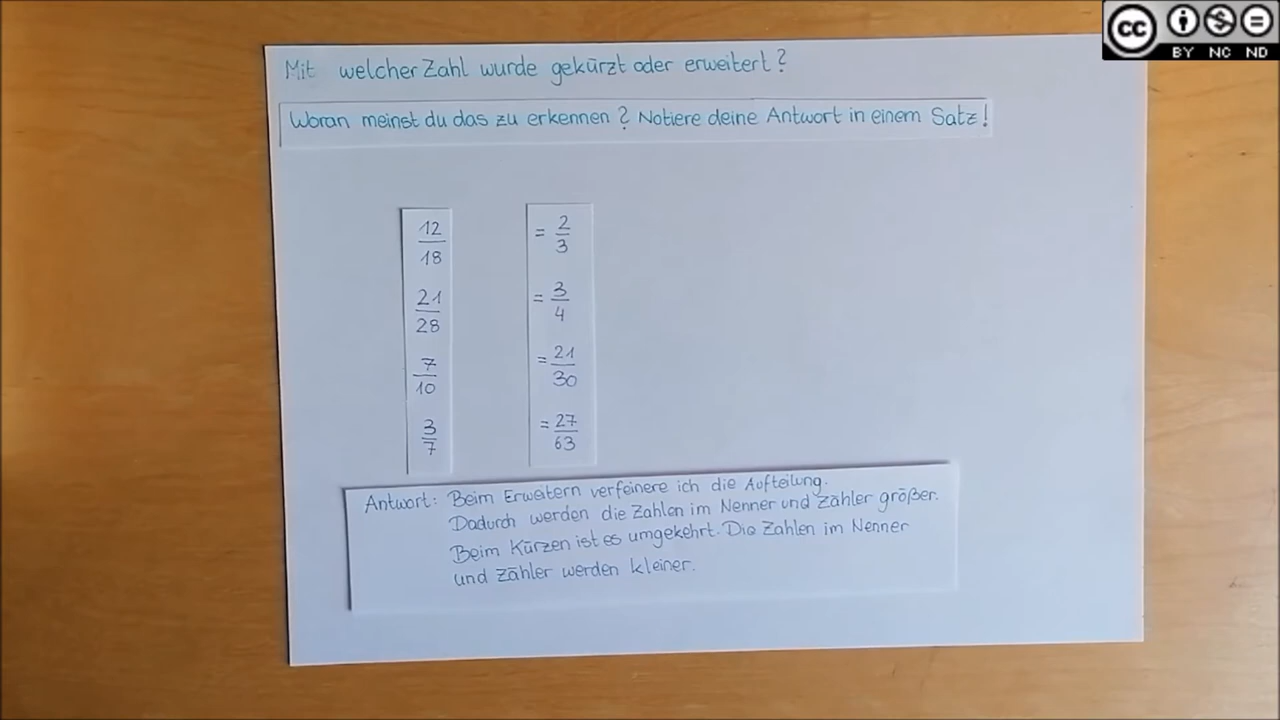 CC BY NC ND
Mit welcher Zahl wurde gekürzt oder erweitert?
Woran meinst du das zu erkennen? Notiere deine Antwort in einem Satz!
12/18 = 2/3
21/28 = 3/4
7/10 = 21/30
3/7 = 27/63
Antwort: Beim Erweitern verfeinere ich die Aufteilung.
Dadurch werden die Zahlen im Nenner und Zähler größer.
Beim Kürzen ist es umgekehrt. Die Zahlen im Nenner
und Zähler werden kleiner.